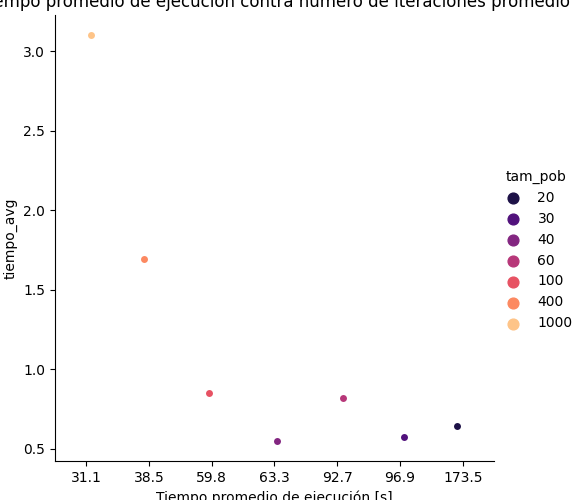 empo promedio de ejecución contra número de iteraciones promedio
3.0
2.5
2.0
1.5
1.0
0.5
tiempo_avg
31.1 38.5 59.8 63.3 92.7 96.9 173.5
Tiempo promedio de ejecución [s]
tam_pob
20
30
40
60
100
400
1000